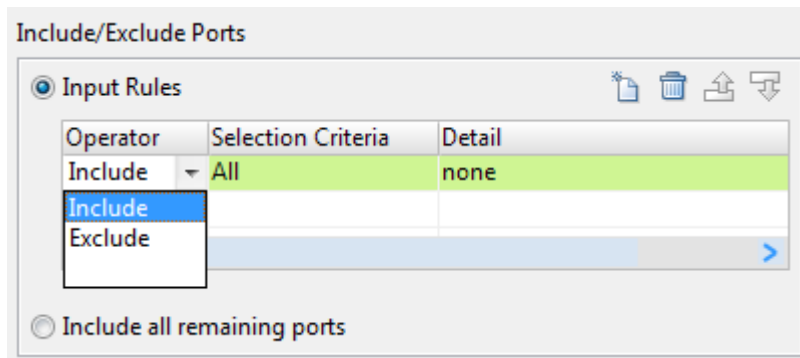 Include/Exclude Ports
Input Rules
Operator Selection Criteria Detail
Include All none
Include
Exclude
Include all remaining ports